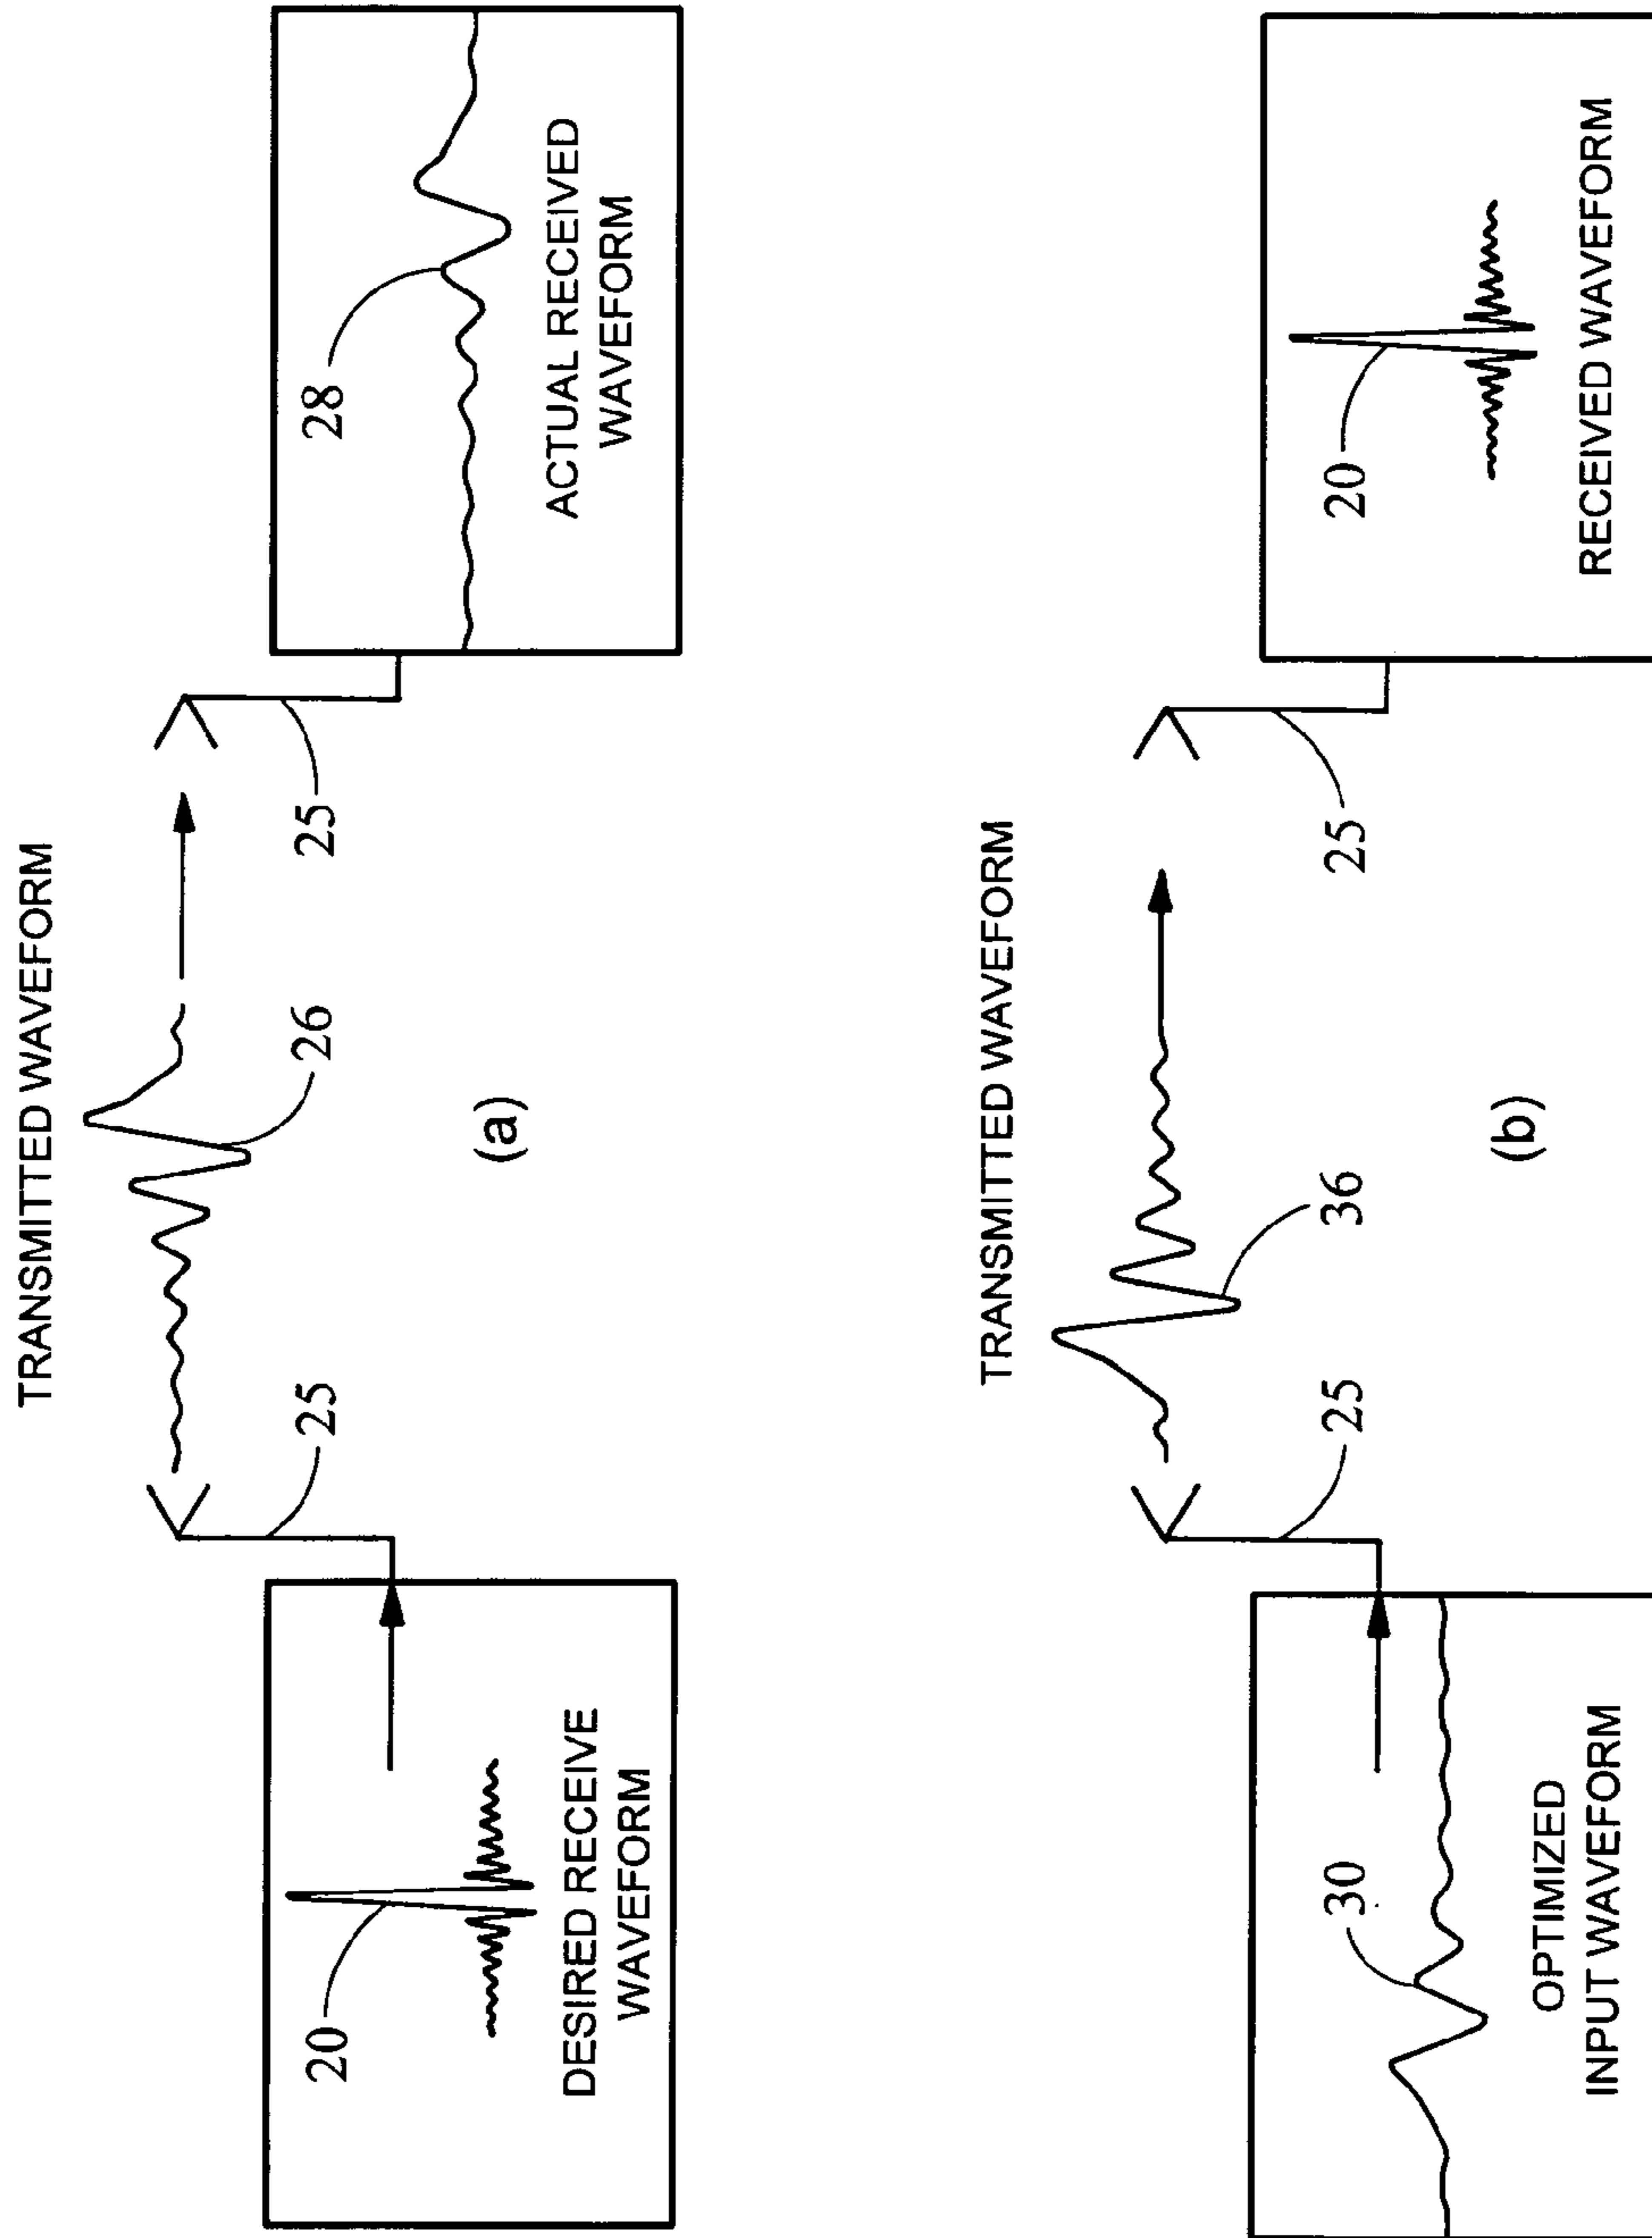 TRANSMITTED WAVEFORM
20
DESIRED RECEIVE
WAVEFORM
25
26
25
28
ACTUAL RECEIVED
WAVEFORM
(a)
TRANSMITTED WAVEFORM
30
OPTIMIZED
INPUT WAVEFORM
25
36
25
20
RECEIVED WAVEFORM
(b)